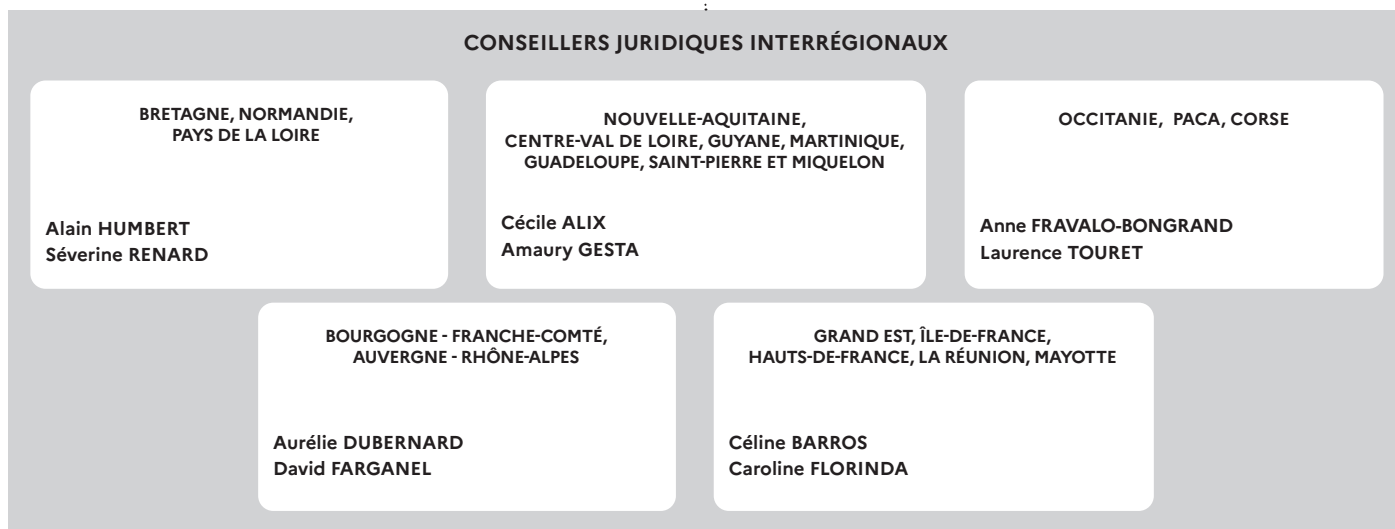 CONSEILLERS JURIDIQUES INTERRÉGIONAUX
BRETAGNE, NORMANDIE,
PAYS DE LA LOIRE
Alain HUMBERT
Séverine RENARD
NOUVELLE-AQUITAINE,
CENTRE-VAL DE LOIRE, GUYANE, MARTINIQUE,
GUADELOUPE, SAINT-PIERRE ET MIQUELON
Cécile ALIX
Amaury GESTA
OCCITANIE, PACA, CORSE
Anne FRAVALO-BONGRAND
Laurence TOURET
BOURGOGNE - FRANCHE-COMTÉ,
AUVERGNE - RHÔNE-ALPES
Aurélie DUBERNARD
David FARGANEL
GRAND EST, ÎLE-DE-FRANCE,
HAUTS-DE-FRANCE, LA RÉUNION, MAYOTTE
Céline BARROS
Caroline FLORINDA